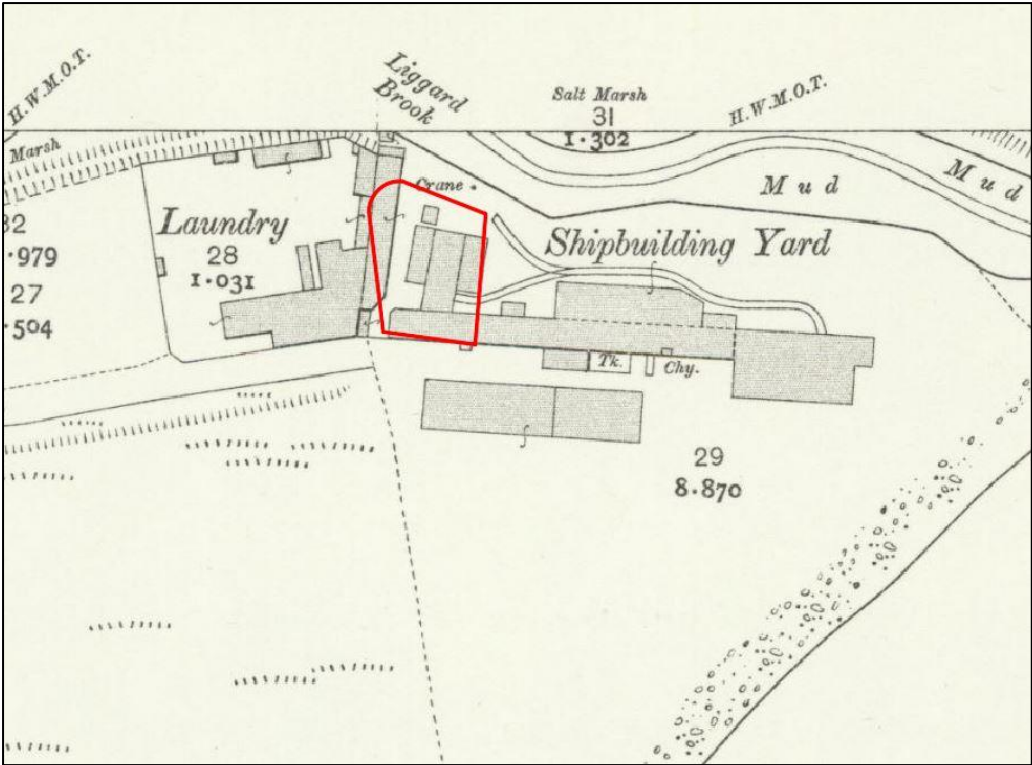 H.W.M.O.T.
Liggard
Brook
Salt Marsh
31
1·302
H.W.M.O.T.
Marsh
Crane
Mud
Mud
32
·979
27
·504
Laundry
28
1·031
Shipbuilding Yard
Tk.
Chy.
29
8·870